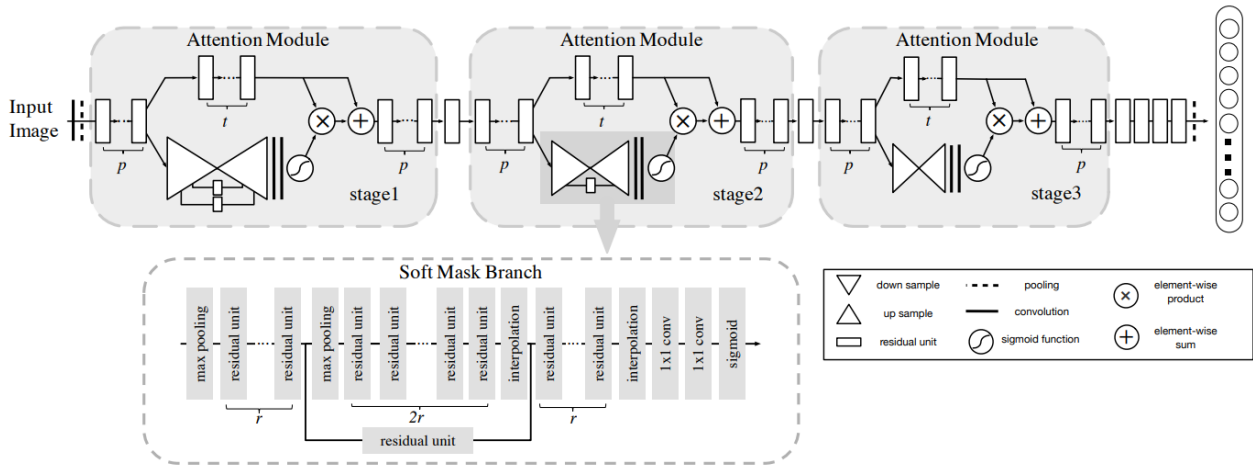 Attention Module
Attention Module
Attention Module
Input
Image
t
t
t
p
p
p
p
p
p
stage1
stage2
stage3
Soft Mask Branch
max pooling
residual unit
residual unit
max pooling
residual unit
residual unit
residual unit
residual unit
interpolation
residual unit
residual unit
interpolation
1x1 conv
1x1 conv
sigmoid
r
2r
r
residual unit
down sample
pooling
element-wise
product
up sample
convolution
residual unit
sigmoid function
element-wise
sum